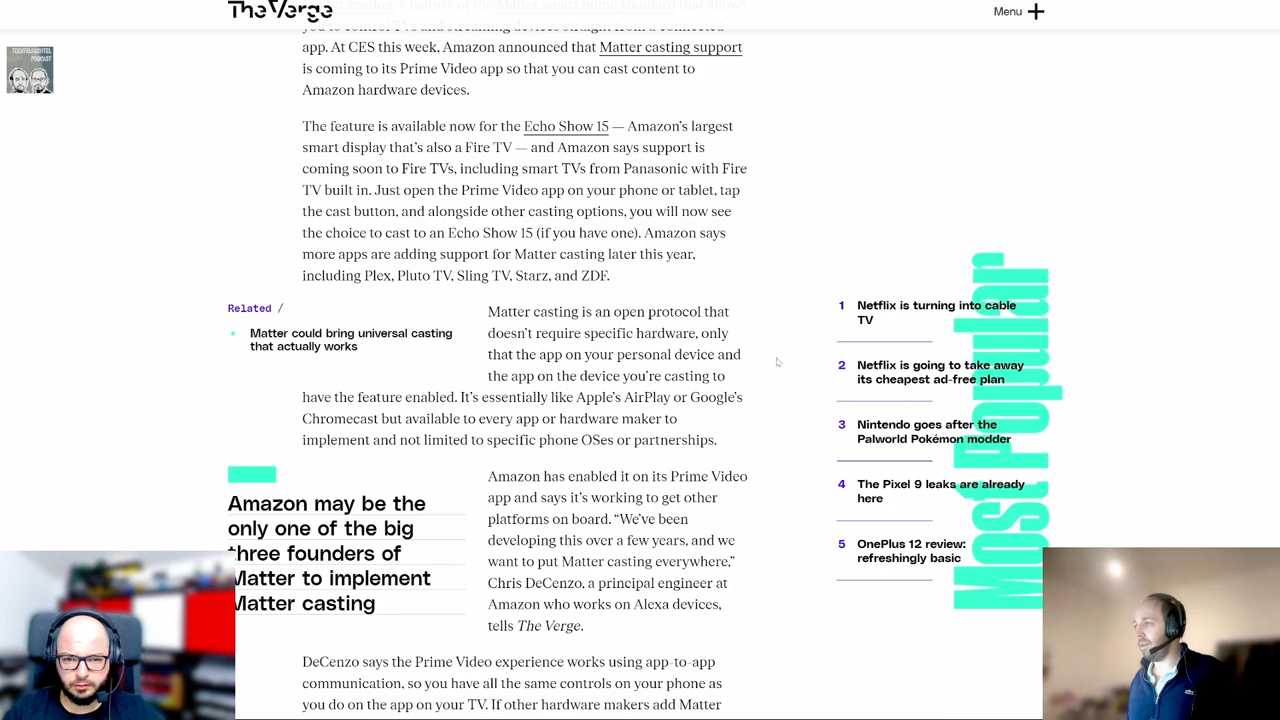 The Verge
Menu
TECHTELMECHTEL
PODCAST
casting, a feature of the Matter smart home standard that allows
you to control TVs and streaming devices straight from a connected
app. At CES this week, Amazon announced that Matter casting support
is coming to its Prime Video app so that you can cast content to
Amazon hardware devices.
The feature is available now for the Echo Show 15 — Amazon’s largest
smart display that’s also a Fire TV — and Amazon says support is
coming soon to Fire TVs, including smart TVs from Panasonic with Fire
TV built in. Just open the Prime Video app on your phone or tablet, tap
the cast button, and alongside other casting options, you will now see
the choice to cast to an Echo Show 15 (if you have one). Amazon says
more apps are adding support for Matter casting later this year,
including Plex, Pluto TV, Sling TV, Starz, and ZDF.
Related /
Matter could bring universal casting
that actually works
Matter casting is an open protocol that
doesn’t require specific hardware, only
that the app on your personal device and
the app on the device you’re casting to
have the feature enabled. It’s essentially like Apple’s AirPlay or Google’s
Chromecast but available to every app or hardware maker to
implement and not limited to specific phone OSes or partnerships.
Amazon may be the
only one of the big
three founders of
Matter to implement
Matter casting
Amazon has enabled it on its Prime Video
app and says it’s working to get other
platforms on board. “We’ve been
developing this over a few years, and we
want to put Matter casting everywhere,”
Chris DeCenzo, a principal engineer at
Amazon who works on Alexa devices,
tells The Verge.
DeCenzo says the Prime Video experience works using app-to-app
communication, so you have all the same controls on your phone as
you do on the app on your TV. If other hardware makers add Matter
Most Popular
1 Netflix is turning into cable
TV
2 Netflix is going to take away
its cheapest ad-free plan
3 Nintendo goes after the
Palworld Pokémon modder
4 The Pixel 9 leaks are already
here
5 OnePlus 12 review:
refreshingly basic